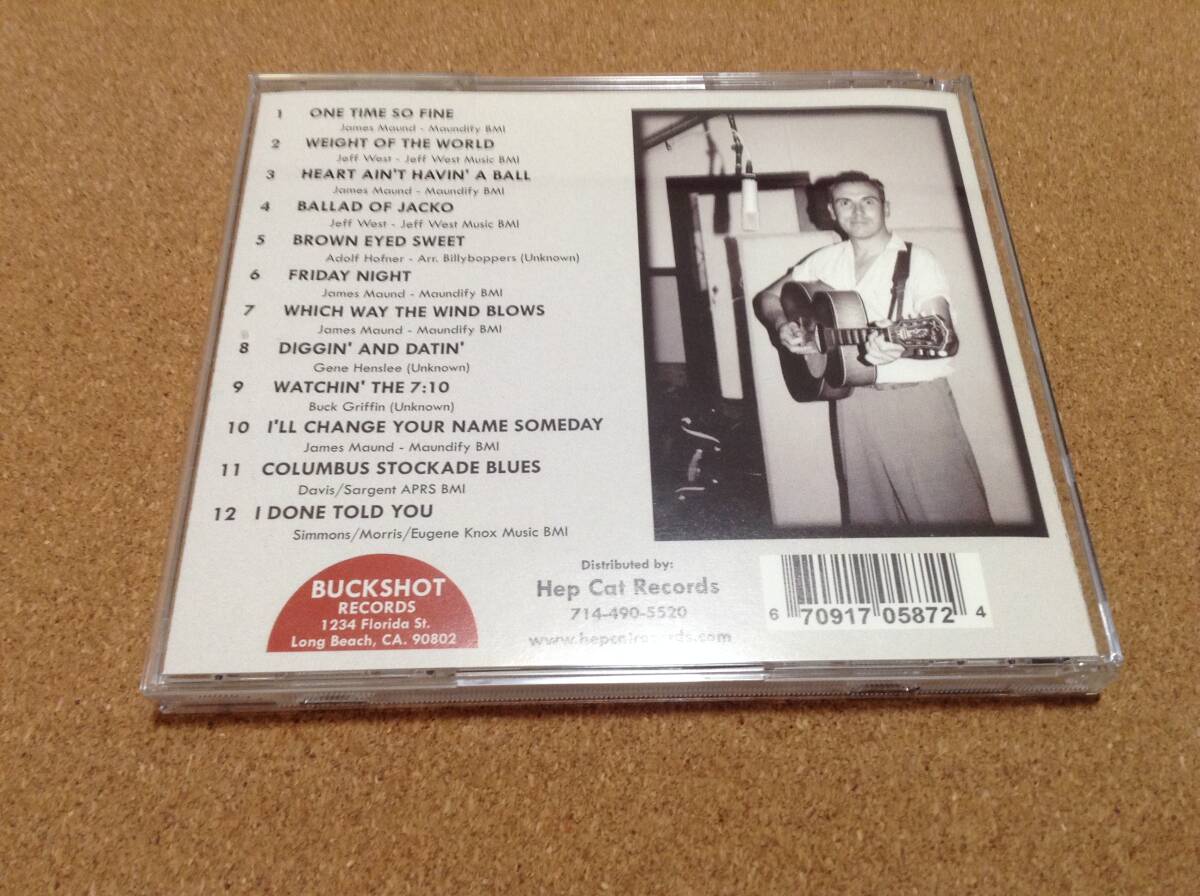 1 ONE TIME SO FINE
James Maund - Maundify BMI
2 WEIGHT OF THE WORLD
Jeff West - Jeff West Music BMI
3 HEART AIN'T HAVIN' A BALL
James Maund - Maundify BMI
4 BALLAD OF JACKO
Jeff West - Jeff West Music BMI
5 BROWN EYED SWEET
Adolf Hofner - Arr. Billyboppers (Unknown)
6 FRIDAY NIGHT
James Maund - Maundify BMI
7 WHICH WAY THE WIND BLOWS
James Maund - Maundify BMI
8 DIGGIN' AND DATIN'
Gene Henslee (Unknown)
9 WATCHIN' THE 7:10
Buck Griffin (Unknown)
10 I'LL CHANGE YOUR NAME SOMEDAY
James Maund - Maundify BMI
11 COLUMBUS STOCKADE BLUES
Davis/Sargent APRS BMI
12 I DONE TOLD YOU
Simmons/Morris/Eugene Knox Music BMI
BUCKSHOT
RECORDS
1234 Florida St.
Long Beach, CA. 90802
Distributed by:
Hep Cat Records
714-490-5520
www.hepcatrecords.com
6 70917 05872 4